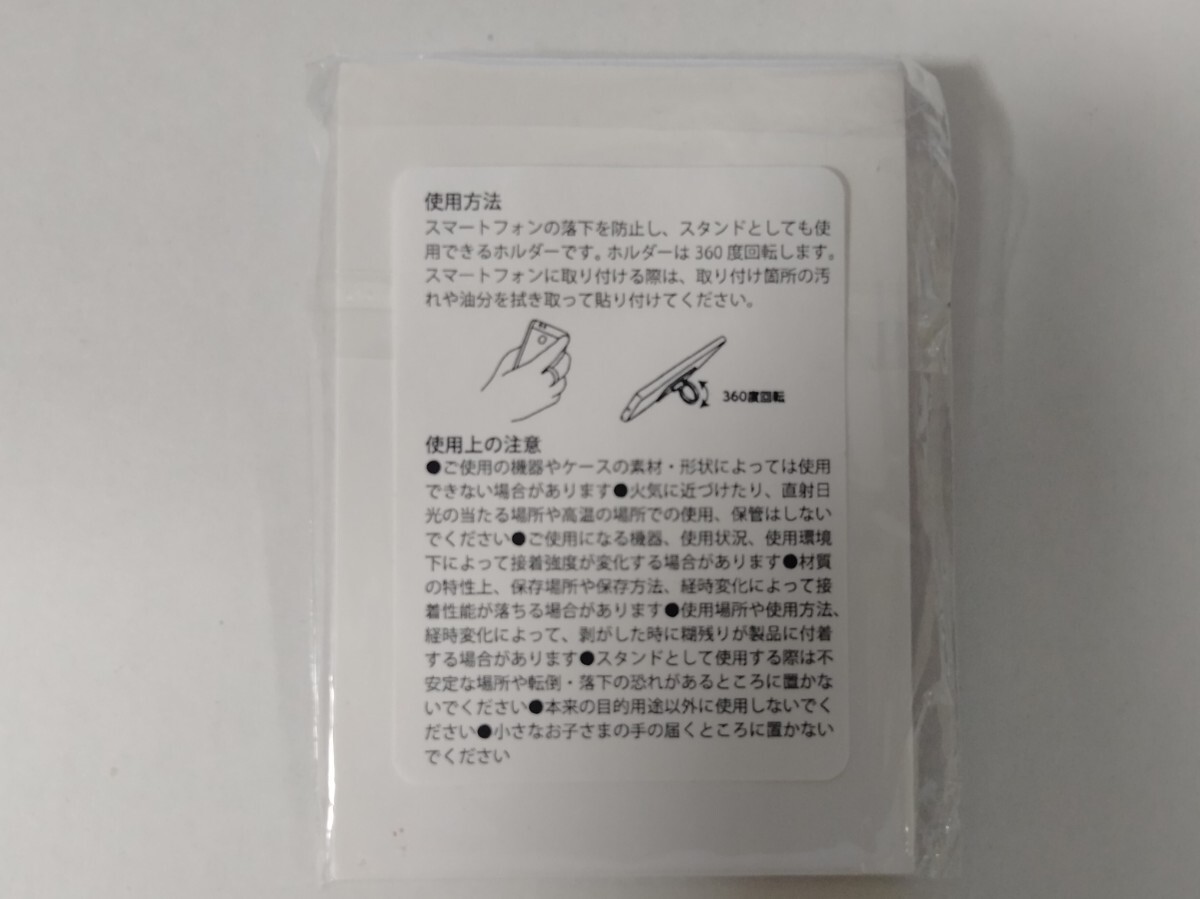 使用方法
スマートフォンの落下を防止し、スタンドとしても使
用できるホルダーです。ホルダーは 360 度回転します。
スマートフォンに取り付ける際は、取り付け箇所の汚
れや油分を拭き取って貼り付けてください。
360度回転
使用上の注意
●ご使用の機器やケースの素材・形状によっては使用
できない場合があります●火気に近づけたり、直射日
光の当たる場所や高温の場所での使用、保管はしない
でください●ご使用になる機器、使用状況、使用環境
下によって接着強度が変化する場合があります●材質
の特性上、保存場所や保存方法、経時変化によって接
着性能が落ちる場合があります●使用場所や使用方法、
経時変化によって、剥がした時に糊残りが製品に付着
する場合があります●スタンドとして使用する際は不
安定な場所や転倒・落下の恐れがあるところに置かな
いでください●本来の目的用途以外に使用しないでく
ださい●小さなお子さまの手の届くところに置かない
でください